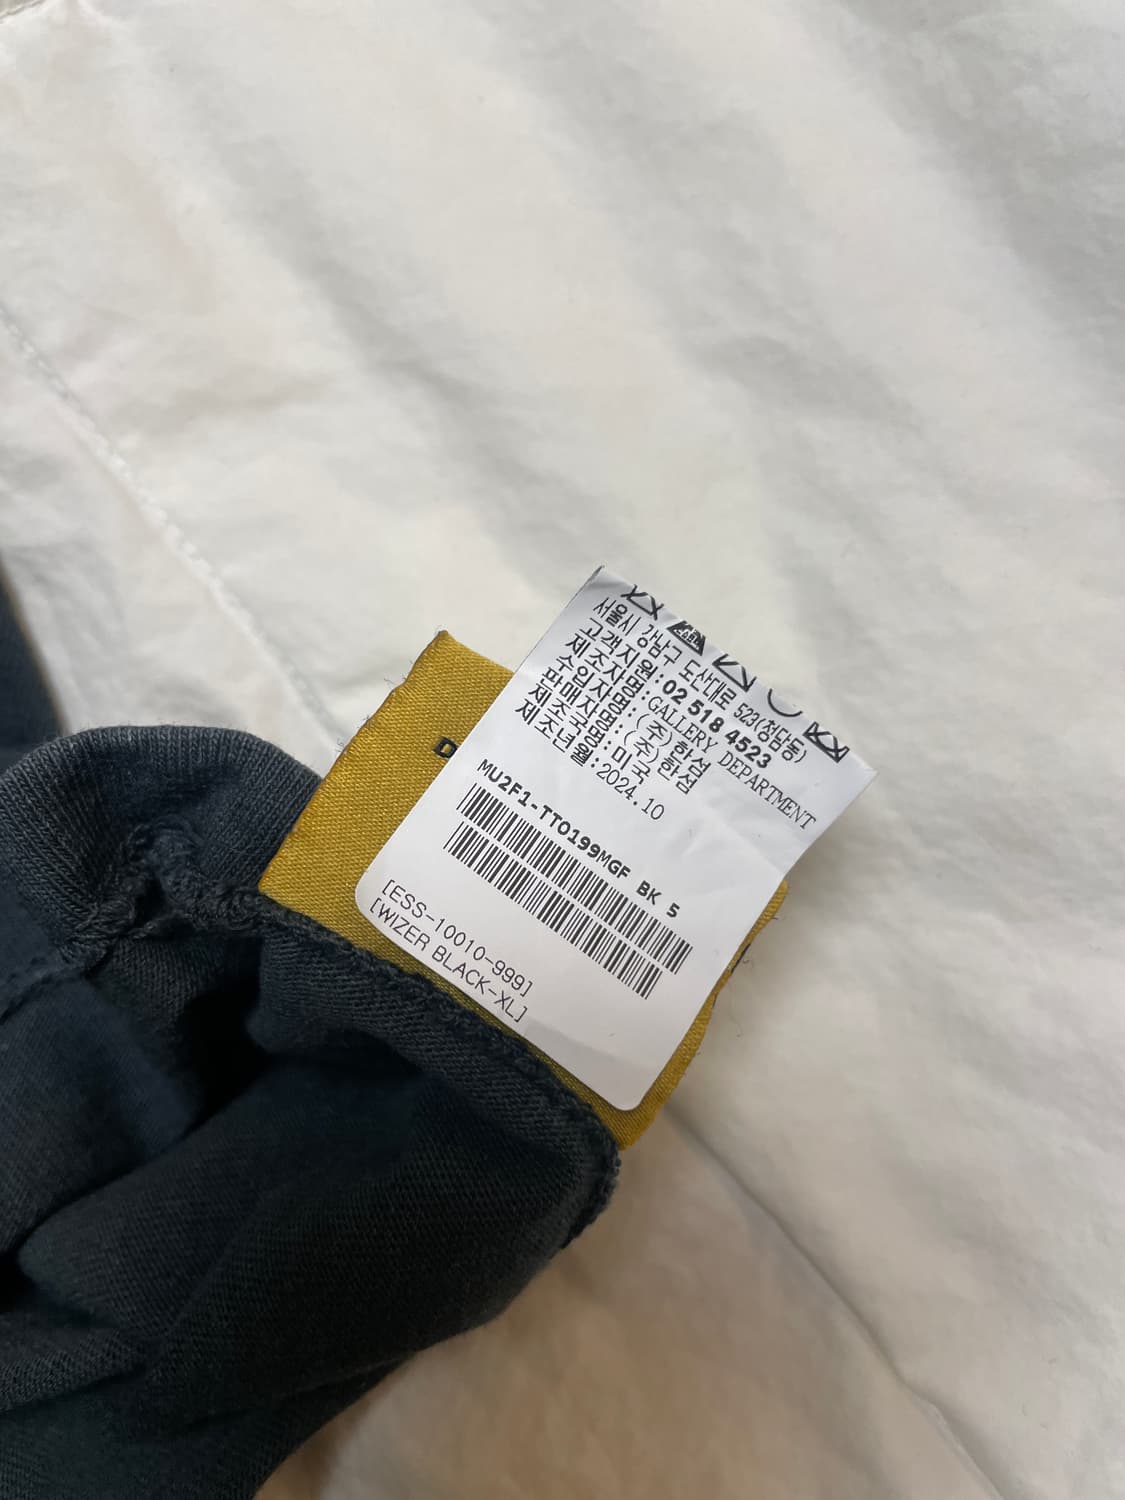 서울시 강남구 도산대로 523(청담동)
고객지원:02 518 4523
제조자명:GALLERY DEPARTMENT
수입자명:(주)한섬
판매자명:(주)한섬
제조국명:미국
제조년월:2024.10
MU2F1-TTO199MGF BK 5
[ESS-10010-999]
[WIZER BLACK-XL]
D